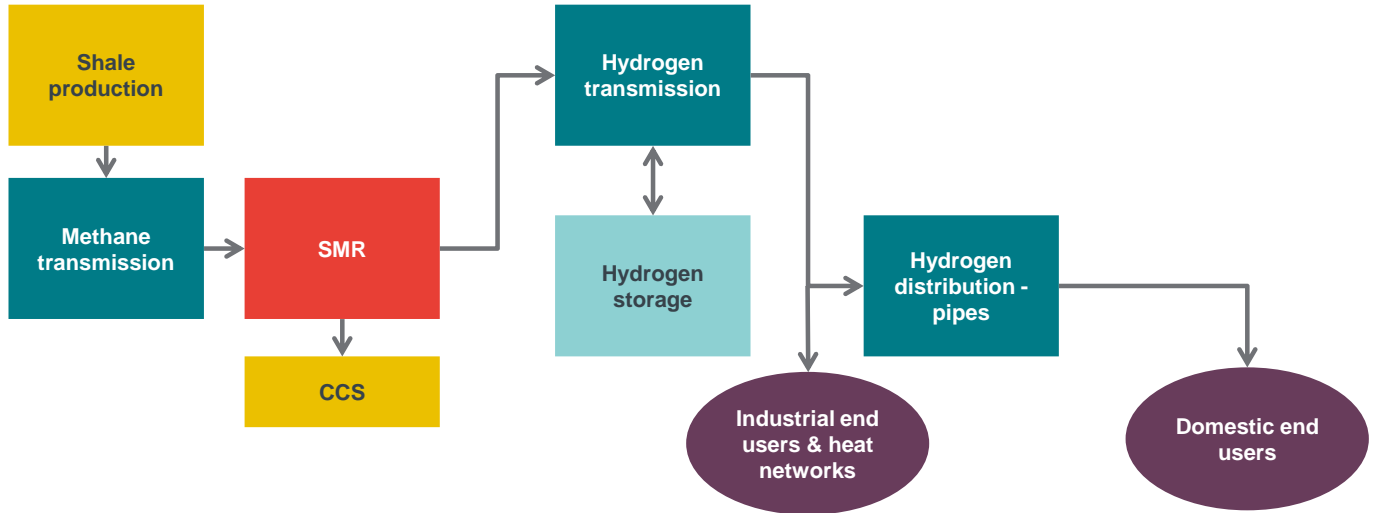 Shale
production
Methane
transmission
SMR
CCS
Hydrogen
transmission
Hydrogen
storage
Hydrogen
distribution -
pipes
Industrial end
users & heat
networks
Domestic end
users